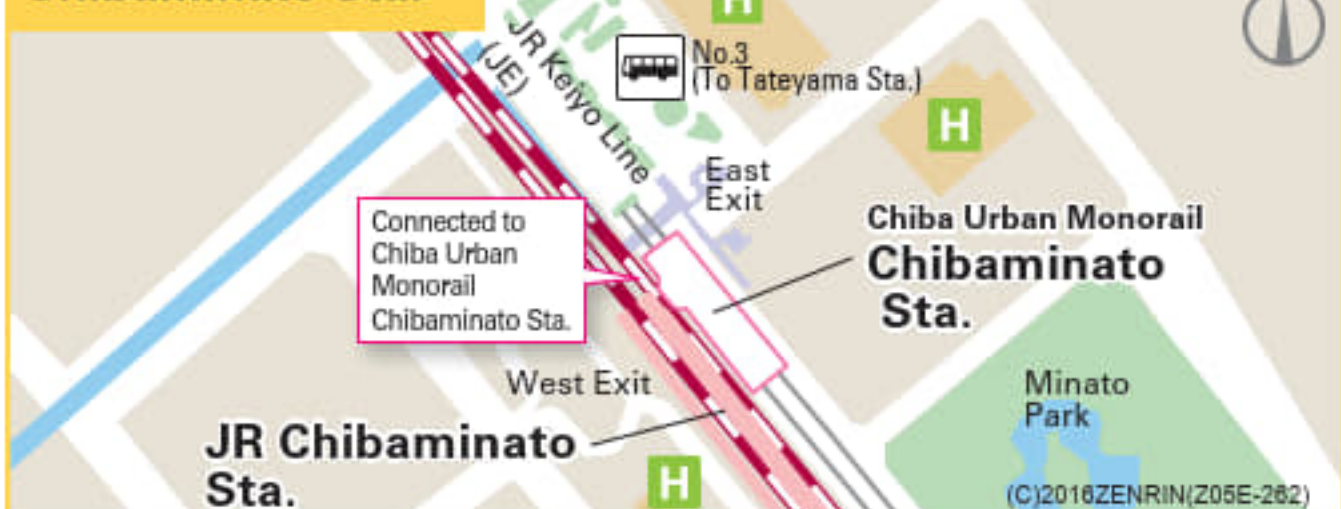 H
JR Keiyo Line
(JE)
No.3
(To Tateyama Sta.)
H
East
Exit
Connected to
Chiba Urban
Monorail
Chibaminato Sta.
Chiba Urban Monorail
Chibaminato
Sta.
West Exit
Minato
Park
JR Chibaminato
Sta.
H
(C)2016ZENRIN(Z05E-262)